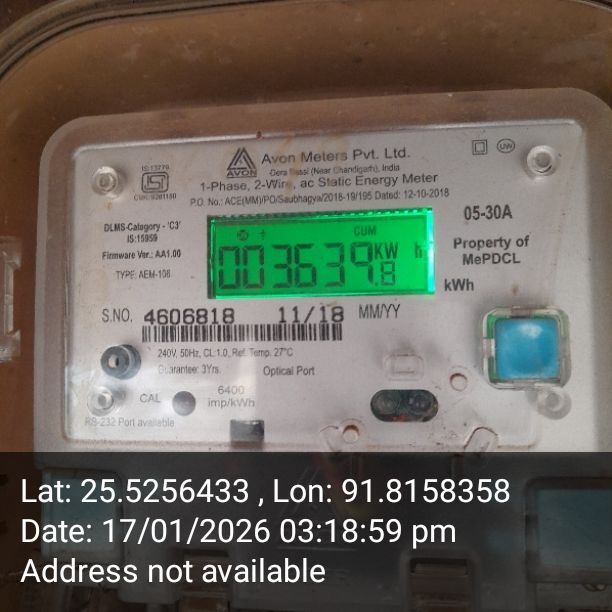 IS:13779
CM/L-9281160
AVON
Avon Meters Pvt. Ltd.
Dera Bassi (Near Chandigarh), India
1-Phase, 2-Wire, ac Static Energy Meter
P.O. No.: ACE(MM)/PO/Saubhagya/2018-19/195 Dated: 12-10-2018
UW
DLMS-Category - 'C3'
IS:15959
Firmware Ver.: AA1.00
TYPE: AEM-106
CUM
003639.8 KW h
05-30A
Property of
MePDCL
kWh
S.NO. 4606818 11/18 MM/YY
240V, 50Hz, CL:1.0, Ref. Temp. 27°C
Guarantee: 3Yrs.
Optical Port
CAL
6400
imp/kWh
RS-232 Port available
Lat: 25.5256433 , Lon: 91.8158358
Date: 17/01/2026 03:18:59 pm
Address not available